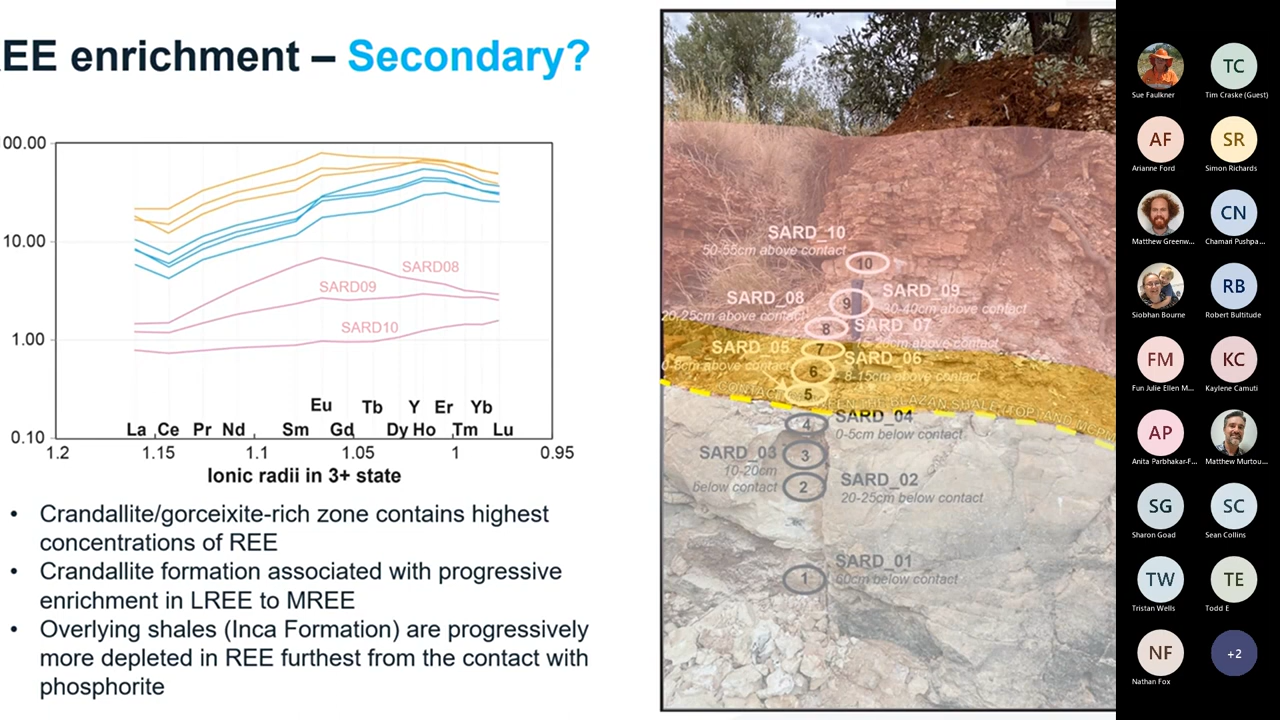 EE enrichment – Secondary?
00.00
10.00
1.00
0.10
SARD08
SARD09
SARD10
Eu Tb Y Er Yb
La Ce Pr Nd Sm Gd Dy Ho Tm Lu
1.2 1.15 1.1 1.05 1 0.95
Ionic radii in 3+ state
• Crandallite/gorceixite-rich zone contains highest
concentrations of REE
• Crandallite formation associated with progressive
enrichment in LREE to MREE
• Overlying shales (Inca Formation) are progressively
more depleted in REE furthest from the contact with
phosphorite
SARD_10
50-55cm above contact
10
SARD_09
30-40cm above contact
9
SARD_08
20-25cm above contact
8
SARD_07
15-20cm above contact
7
SARD_06
8-15cm above contact
6
SARD_05
above contact
5
SARD_04
0-5cm below contact
4
SARD_03
10-20cm
below contact
3
SARD_02
20-25cm below contact
2
SARD_01
60cm below contact
1
Sue Faulkner
TC
Tim Craske (Guest)
AF
Arianne Ford
SR
Simon Richards
Matthew Greenw...
CN
Chamari Pushpa...
Siobhan Bourne
RB
Robert Bultitude
FM
Fun Julie Ellen M...
KC
Kaylene Camuti
AP
Anita Parbhakar-F...
Matthew Murtou...
SG
Sharon Goad
SC
Sean Collins
TW
Tristan Wells
TE
Todd E
NF
Nathan Fox
+2